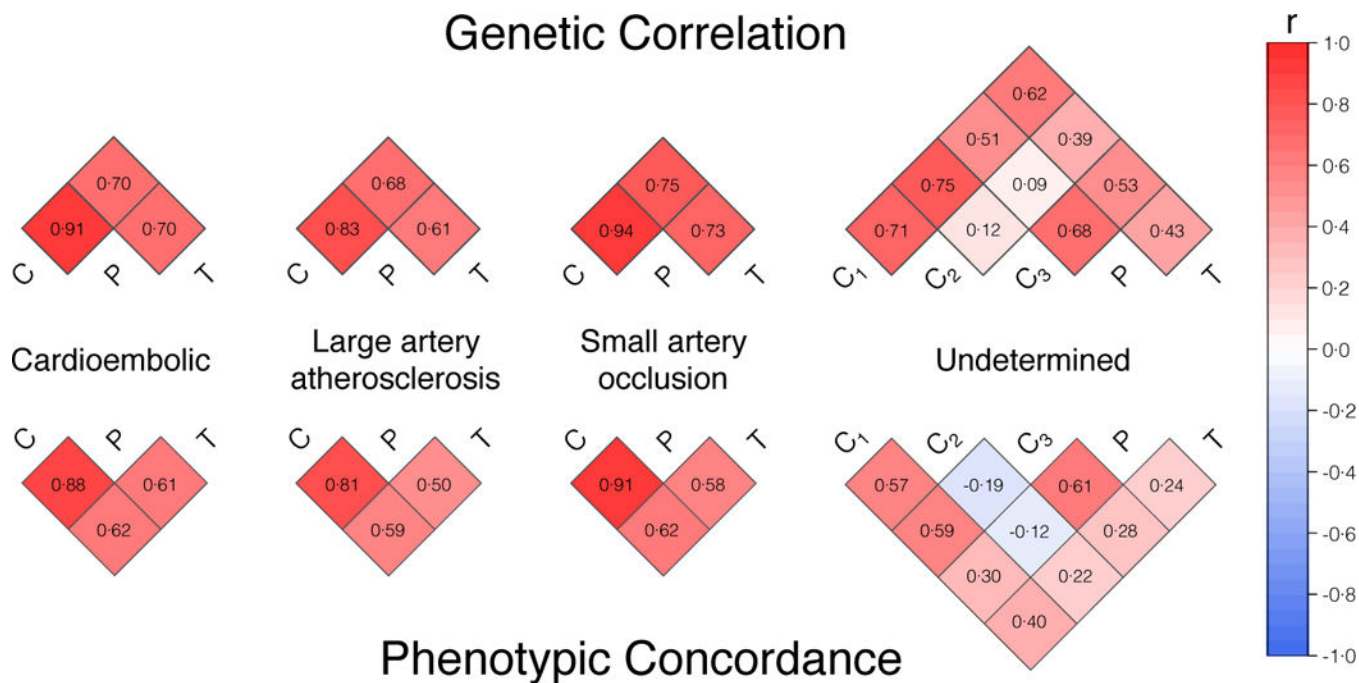 Genetic Correlation
r
1·0
0·8
0·6
0·4
0·2
0·0
-0·2
-0·4
-0·6
-0·8
-1·0
0·70
0·91 0·70
C P T
0·68
0·83 0·61
C P T
0·75
0·94 0·73
C P T
0·62
0·51 0·39
0·75 0·09 0·53
0·71 0·12 0·68 0·43
C₁ C₂ C₃ P T
Cardioembolic
Large artery
atherosclerosis
Small artery
occlusion
Undetermined
C P T
0·88 0·61
0·62
C P T
0·81 0·50
0·59
C P T
0·91 0·58
0·62
C₁ C₂ C₃ P T
0·57 -0·19 0·61 0·24
0·59 -0·12 0·28
0·30 0·22
0·40
Phenotypic Concordance